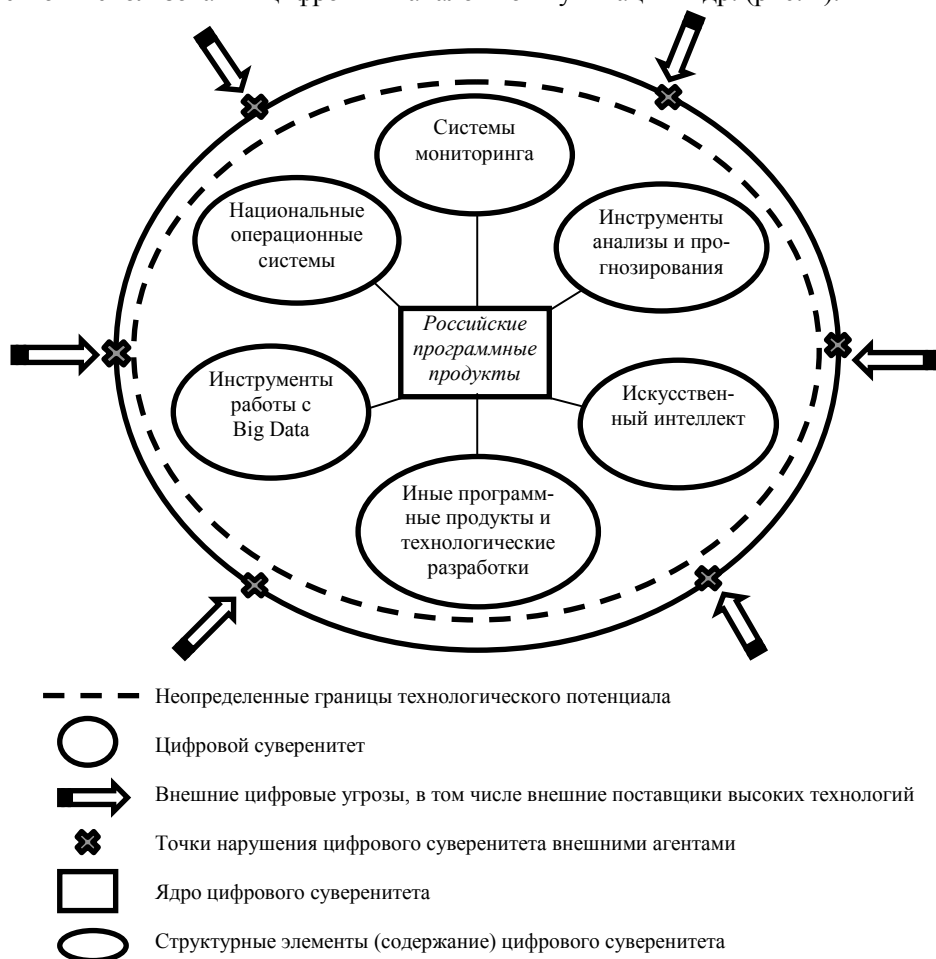 Системы
мониторинга
Национальные
операционные
системы
Инструменты
анализы и про-
гнозирования
Российские
программные
продукты
Инструменты
работы с
Big Data
Искусствен-
ный интеллект
Иные программ-
ные продукты и
технологические
разработки
Неопределенные границы технологического потенциала
Цифровой суверенитет
Внешние цифровые угрозы, в том числе внешние поставщики высоких технологий
Точки нарушения цифрового суверенитета внешними агентами
Ядро цифрового суверенитета
Структурные элементы (содержание) цифрового суверенитета